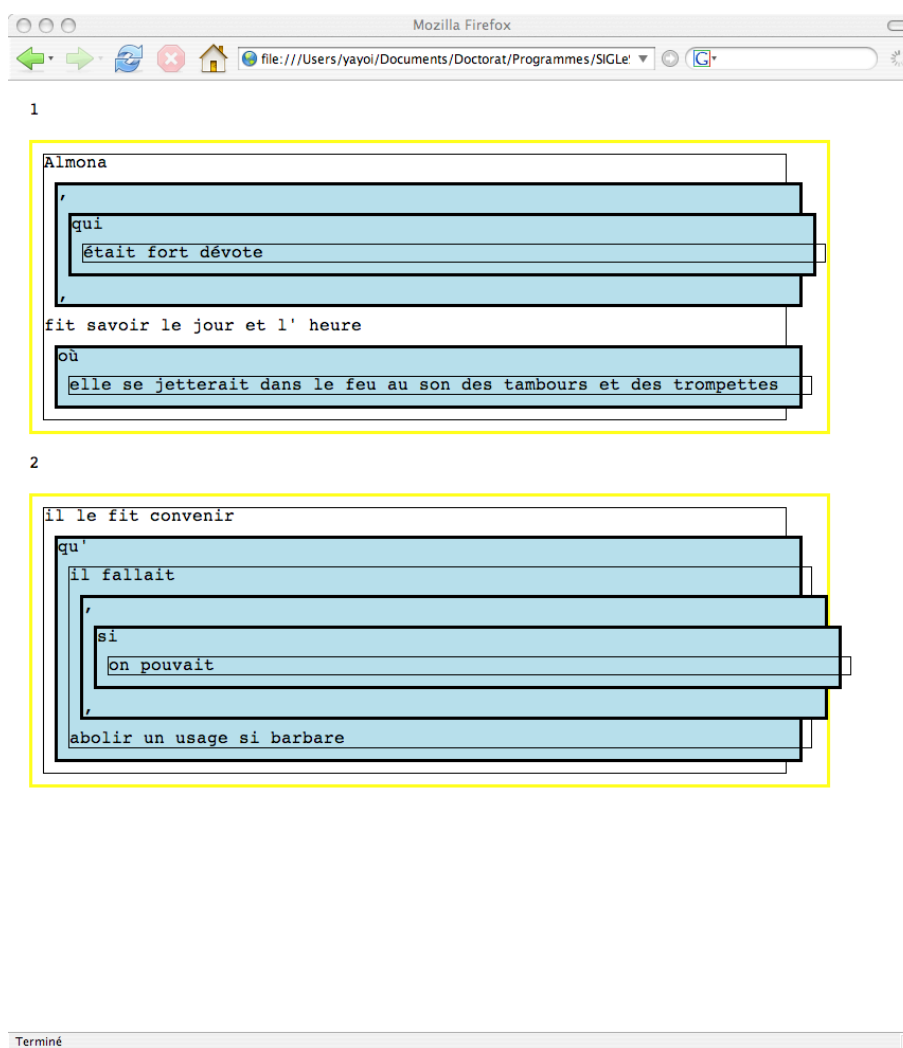 Mozilla Firefox
file:///Users/yayoi/Documents/Doctorat/Programmes/SIGLe
G
1
Almona
,
qui
était fort dévote
,
fit savoir le jour et l' heure
où
elle se jetterait dans le feu au son des tambours et des trompettes
2
il le fit convenir
qu'
il fallait
,
si
on pouvait
,
abolir un usage si barbare
Terminé